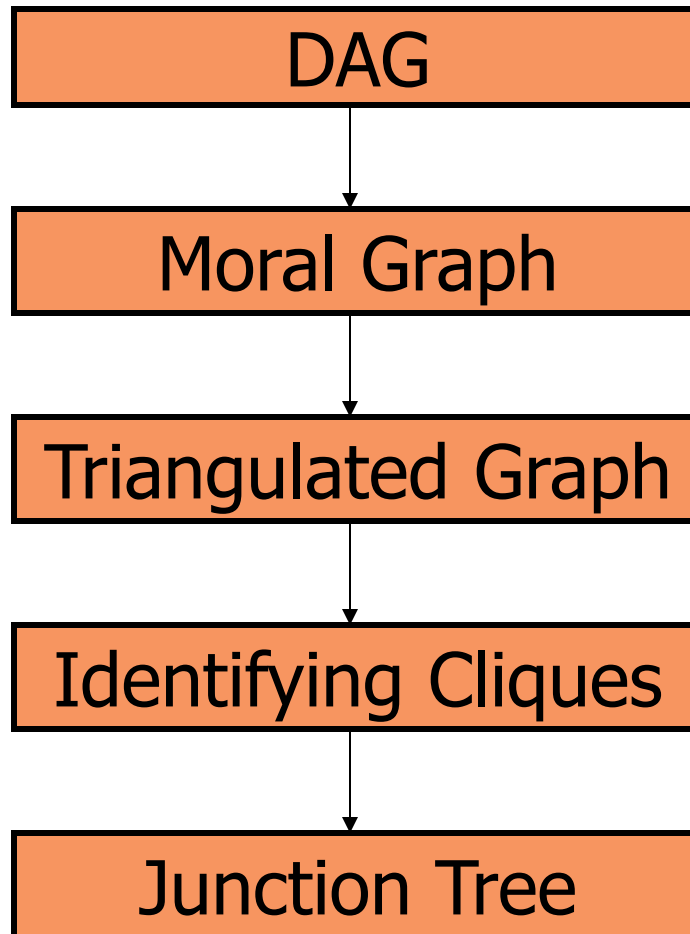 DAG
Moral Graph
Triangulated Graph
Identifying Cliques
Junction Tree